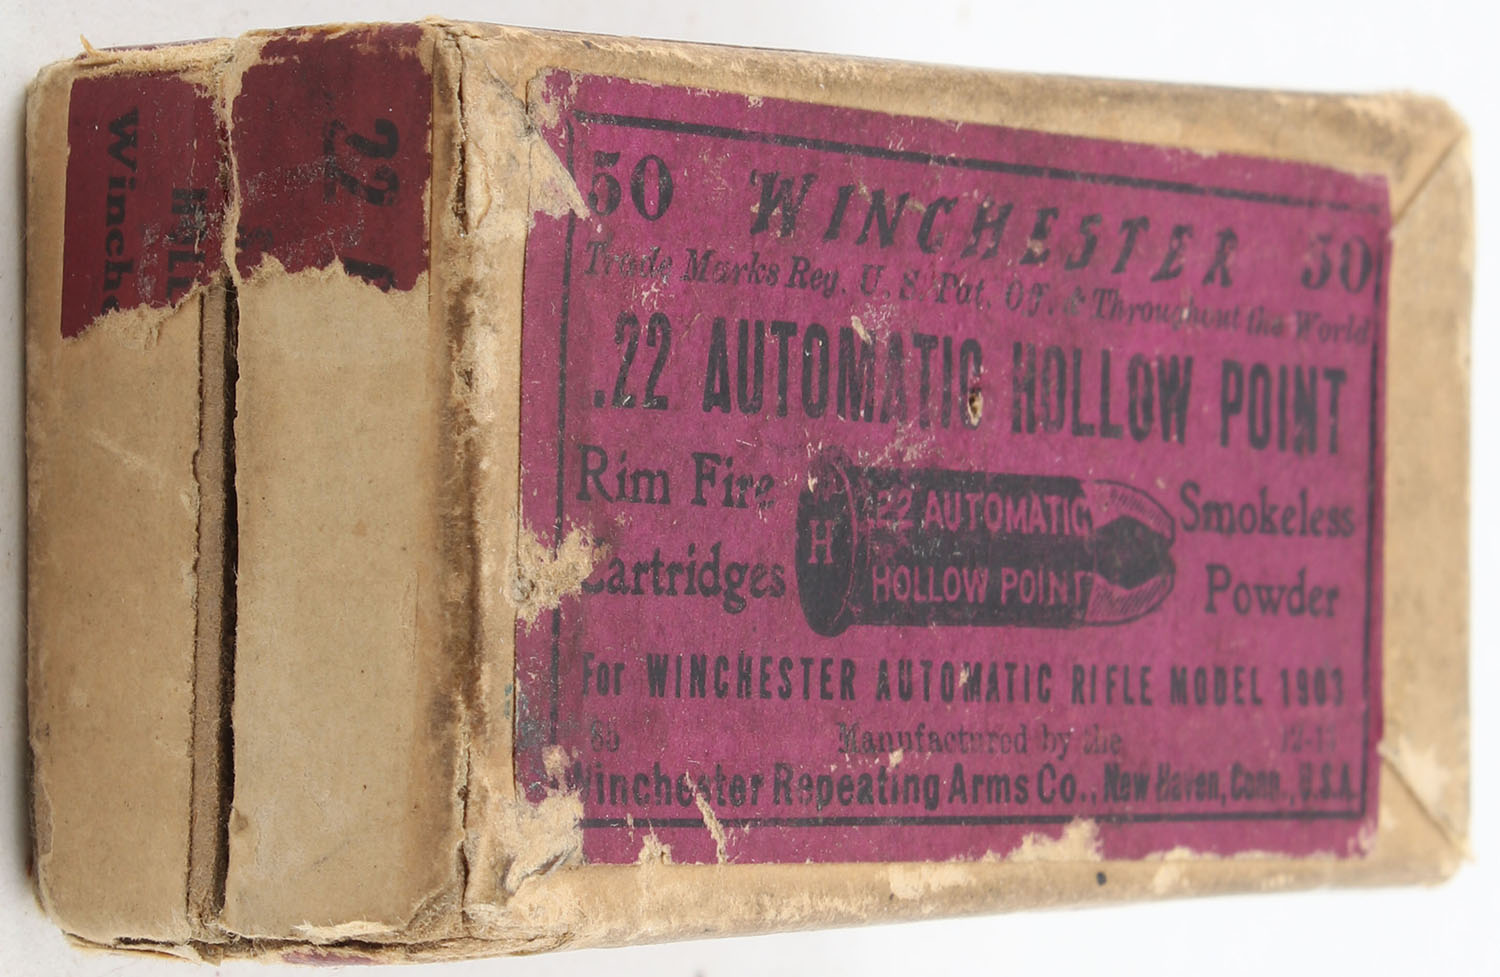 50 WINCHESTER 50
Trade Marks Reg. U. S. Pat. Off. & Throughout the World
.22 AUTOMATIC HOLLOW POINT
Rim Fire
Cartridges
H
22 AUTOMATIC
HOLLOW POINT
Smokeless
Powder
For WINCHESTER AUTOMATIC RIFLE MODEL 1903
Manufactured by the
Winchester Repeating Arms Co., New Haven, Conn., U.S.A.
.22
Winche